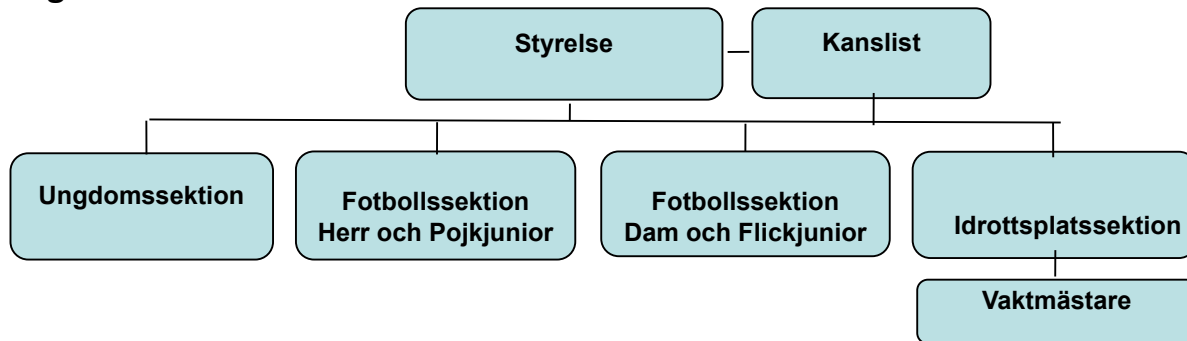 Styrelse
Kanslist
Ungdomssektion
Fotbollssektion
Herr och Pojkjunior
Fotbollssektion
Dam och Flickjunior
Idrottsplatssektion
Vaktmästare